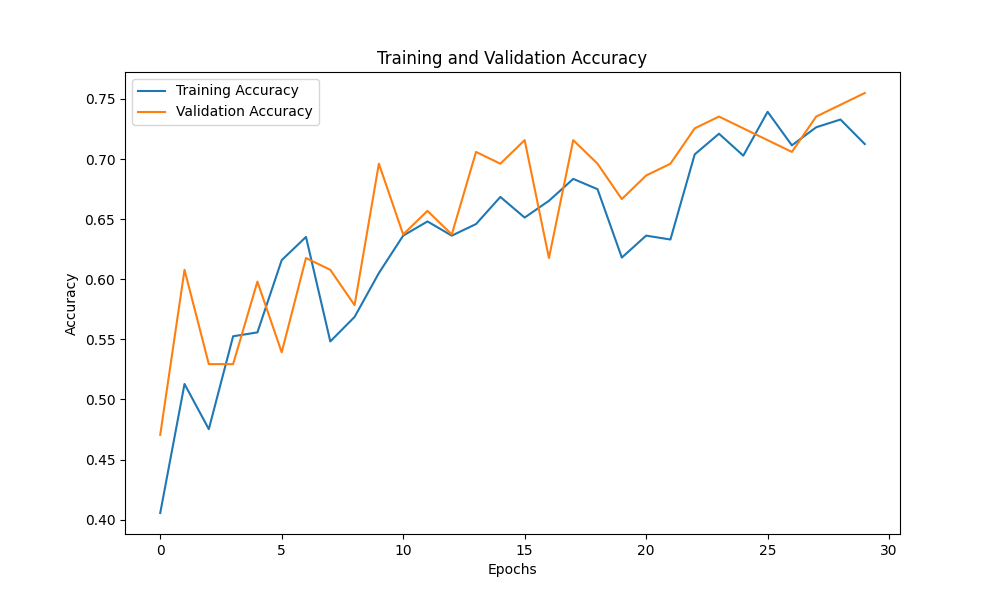 Training and Validation Accuracy
Training Accuracy
Validation Accuracy
Accuracy
0.75
0.70
0.65
0.60
0.55
0.50
0.45
0.40
0 5 10 15 20 25 30
Epochs